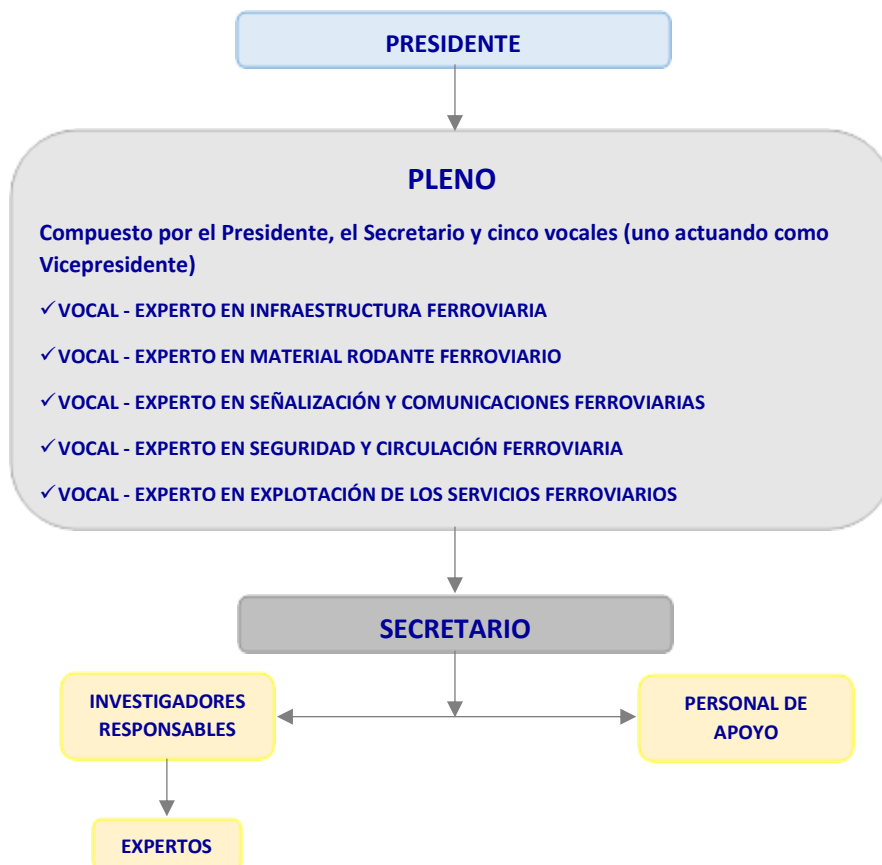 PRESIDENTE
PLENO
Compuesto por el Presidente, el Secretario y cinco vocales (uno actuando como
Vicepresidente)
✓VOCAL - EXPERTO EN INFRAESTRUCTURA FERROVIARIA
✓VOCAL - EXPERTO EN MATERIAL RODANTE FERROVIARIO
✓VOCAL - EXPERTO EN SEÑALIZACIÓN Y COMUNICACIONES FERROVIARIAS
✓VOCAL - EXPERTO EN SEGURIDAD Y CIRCULACIÓN FERROVIARIA
✓VOCAL - EXPERTO EN EXPLOTACIÓN DE LOS SERVICIOS FERROVIARIOS
SECRETARIO
INVESTIGADORES
RESPONSABLES
PERSONAL DE
APOYO
EXPERTOS